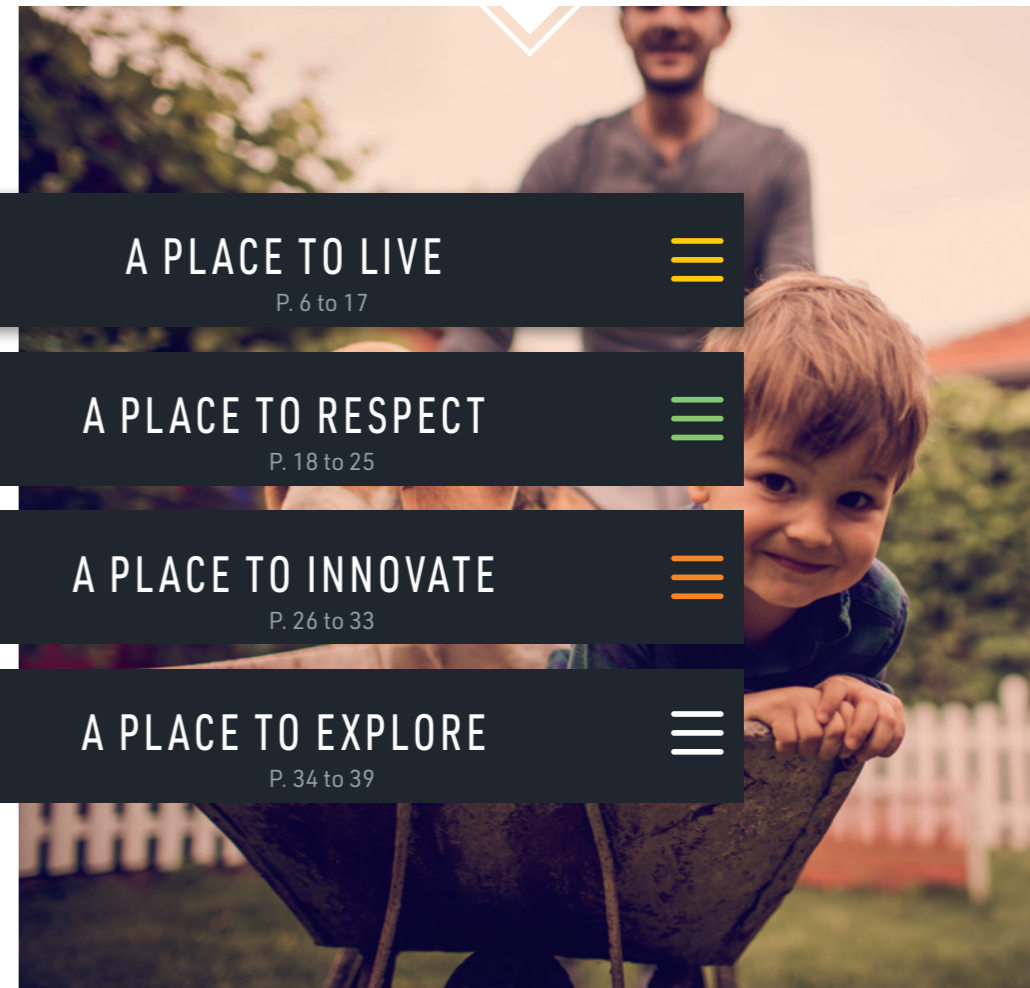 A PLACE TO LIVE
P. 6 to 17
A PLACE TO RESPECT
P. 18 to 25
A PLACE TO INNOVATE
P. 26 to 33
A PLACE TO EXPLORE
P. 34 to 39